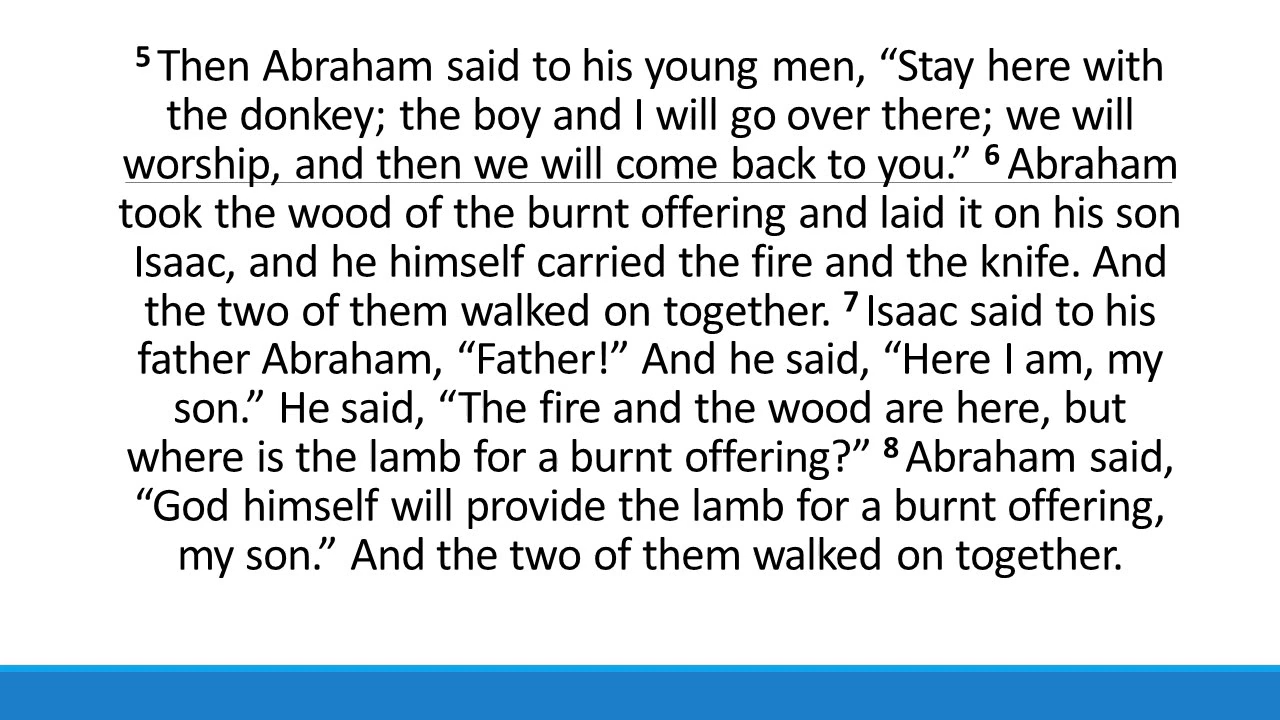 ⁵ Then Abraham said to his young men, “Stay here with
the donkey; the boy and I will go over there; we will
worship, and then we will come back to you.” ⁶ Abraham
took the wood of the burnt offering and laid it on his son
Isaac, and he himself carried the fire and the knife. And
the two of them walked on together. ⁷ Isaac said to his
father Abraham, “Father!” And he said, “Here I am, my
son.” He said, “The fire and the wood are here, but
where is the lamb for a burnt offering?” ⁸ Abraham said,
“God himself will provide the lamb for a burnt offering,
my son.” And the two of them walked on together.